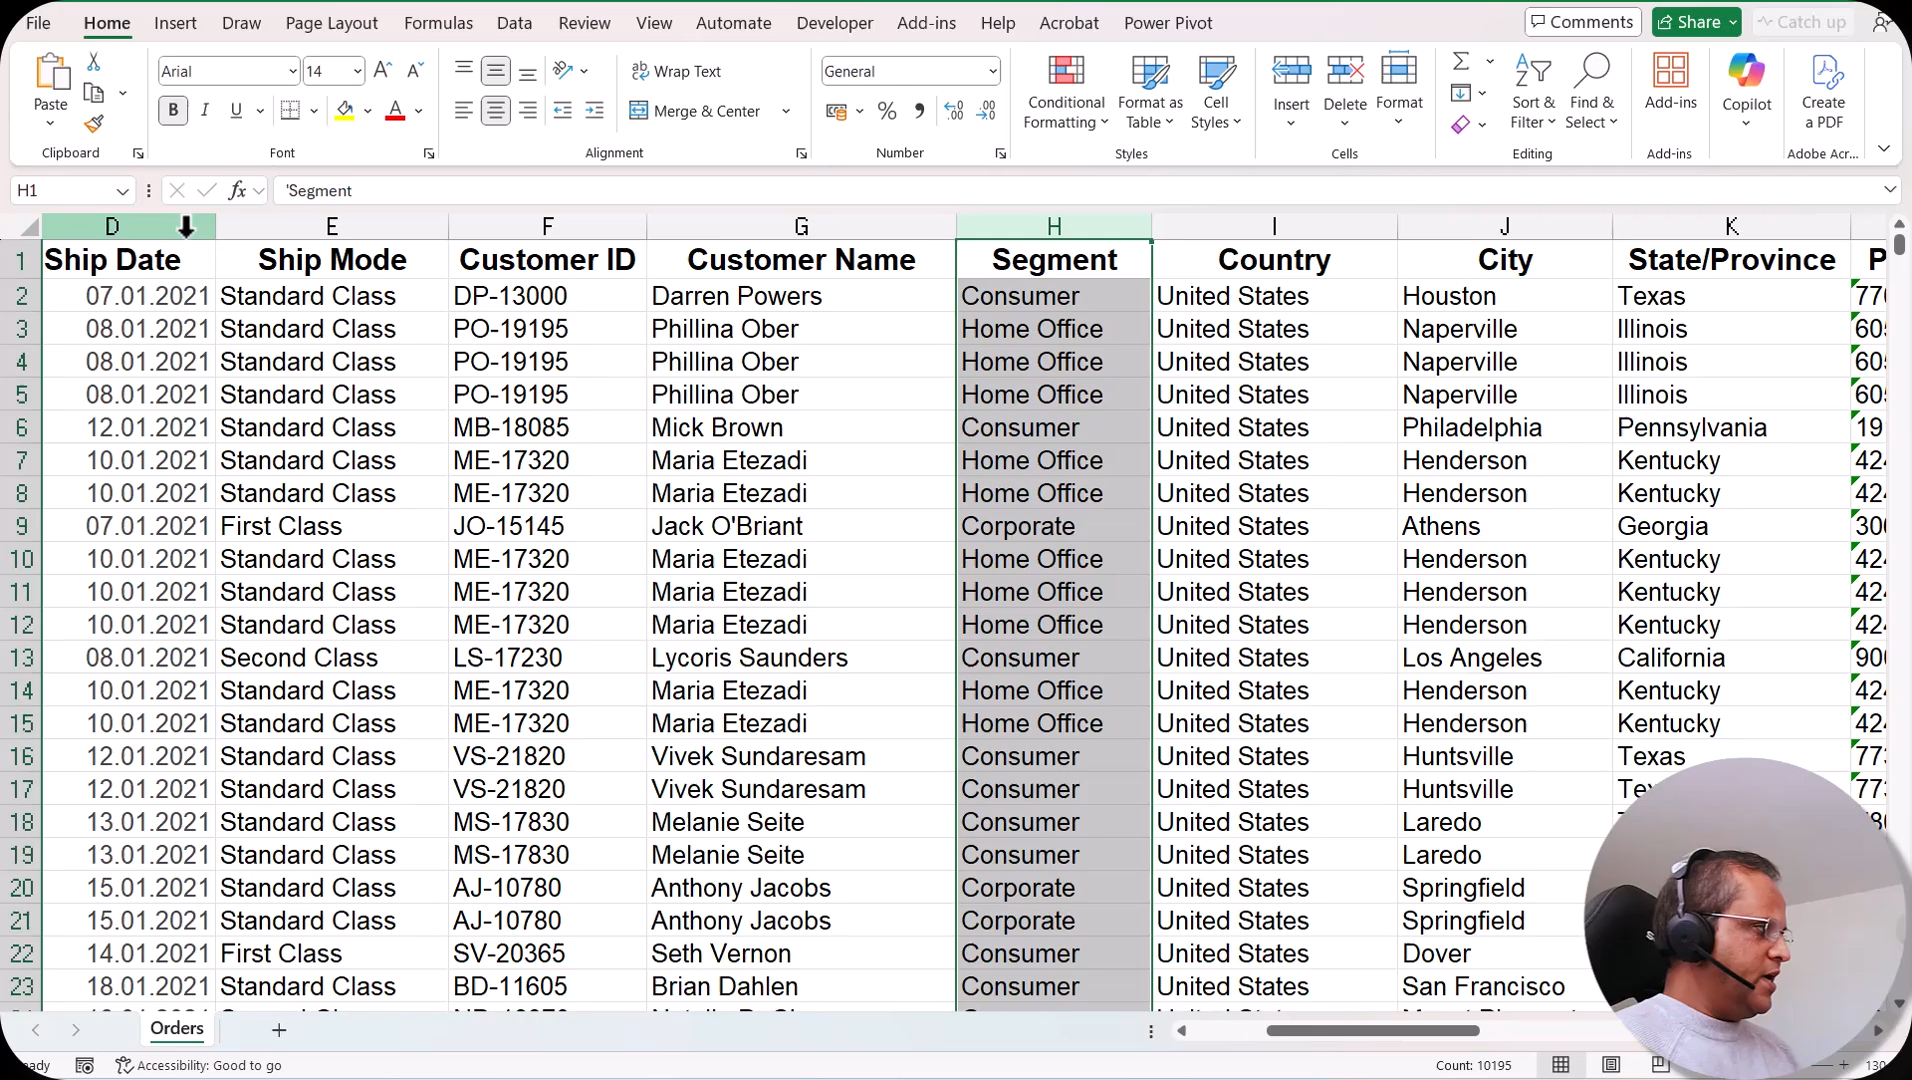 File Home Insert Draw Page Layout Formulas Data Review View Automate Developer Add-ins Help Acrobat Power Pivot Comments Share Catch up
Paste Arial 14 Wrap Text General Conditional Formatting Format as Table Cell Styles Insert Delete Format Sort & Filter Find & Select Add-ins Copilot Create a PDF
B I U A Merge & Center % 
Clipboard Font Alignment Number Styles Cells Editing Add-ins Adobe Acr...
H1 fx 'Segment
D E F G H I J K
1 Ship Date Ship Mode Customer ID Customer Name Segment Country City State/Province P
2 07.01.2021 Standard Class DP-13000 Darren Powers Consumer United States Houston Texas 770
3 08.01.2021 Standard Class PO-19195 Phillina Ober Home Office United States Naperville Illinois 605
4 08.01.2021 Standard Class PO-19195 Phillina Ober Home Office United States Naperville Illinois 605
5 08.01.2021 Standard Class PO-19195 Phillina Ober Home Office United States Naperville Illinois 605
6 12.01.2021 Standard Class MB-18085 Mick Brown Consumer United States Philadelphia Pennsylvania 19
7 10.01.2021 Standard Class ME-17320 Maria Etezadi Home Office United States Henderson Kentucky 424
8 10.01.2021 Standard Class ME-17320 Maria Etezadi Home Office United States Henderson Kentucky 424
9 07.01.2021 First Class JO-15145 Jack O'Briant Corporate United States Athens Georgia 300
10 10.01.2021 Standard Class ME-17320 Maria Etezadi Home Office United States Henderson Kentucky 424
11 10.01.2021 Standard Class ME-17320 Maria Etezadi Home Office United States Henderson Kentucky 424
12 10.01.2021 Standard Class ME-17320 Maria Etezadi Home Office United States Henderson Kentucky 424
13 08.01.2021 Second Class LS-17230 Lycoris Saunders Consumer United States Los Angeles California 900
14 10.01.2021 Standard Class ME-17320 Maria Etezadi Home Office United States Henderson Kentucky 424
15 10.01.2021 Standard Class ME-17320 Maria Etezadi Home Office United States Henderson Kentucky 424
16 12.01.2021 Standard Class VS-21820 Vivek Sundaresam Consumer United States Huntsville Texas 773
17 12.01.2021 Standard Class VS-21820 Vivek Sundaresam Consumer United States Huntsville 773
18 13.01.2021 Standard Class MS-17830 Melanie Seite Consumer United States Laredo
19 13.01.2021 Standard Class MS-17830 Melanie Seite Consumer United States Laredo
20 15.01.2021 Standard Class AJ-10780 Anthony Jacobs Corporate United States Springfield
21 15.01.2021 Standard Class AJ-10780 Anthony Jacobs Corporate United States Springfield
22 14.01.2021 First Class SV-20365 Seth Vernon Consumer United States Dover
23 18.01.2021 Standard Class BD-11605 Brian Dahlen Consumer United States San Francisco
Orders
Accessibility: Good to go Count: 10195